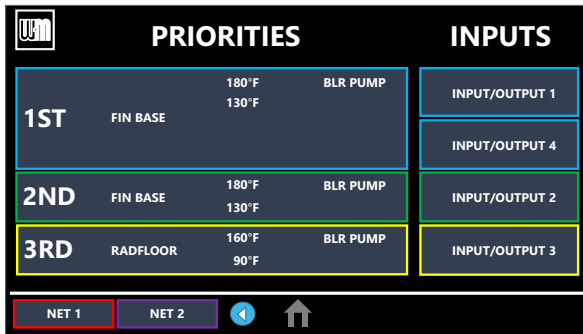 WM
PRIORITIES
INPUTS
1ST
FIN BASE
180°F
130°F
BLR PUMP
INPUT/OUTPUT 1
INPUT/OUTPUT 4
2ND
FIN BASE
180°F
130°F
BLR PUMP
INPUT/OUTPUT 2
3RD
RADFLOOR
160°F
90°F
BLR PUMP
INPUT/OUTPUT 3
NET 1
NET 2